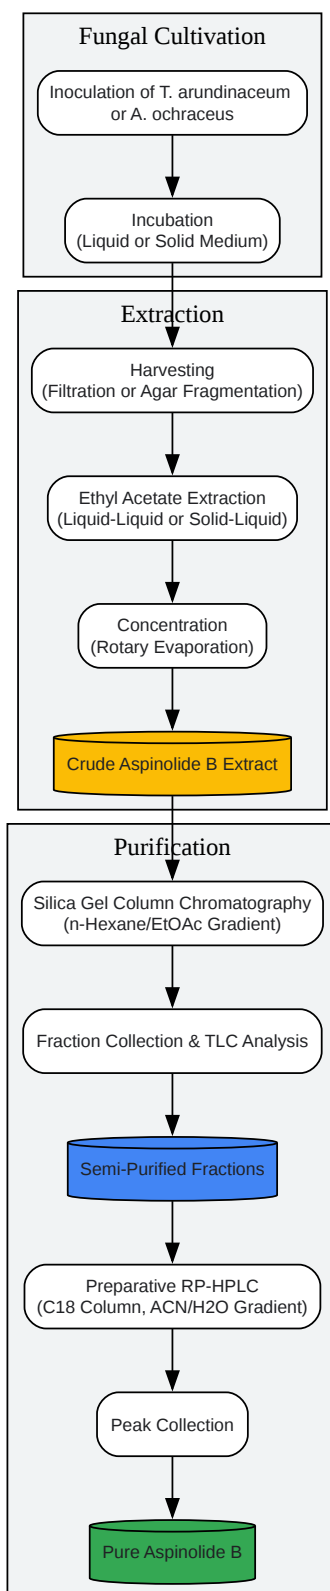 Fungal Cultivation
Inoculation of T. arundinaceum
or A. ochraceus
Incubation
(Liquid or Solid Medium)
Extraction
Harvesting
(Filtration or Agar Fragmentation)
Ethyl Acetate Extraction
(Liquid-Liquid or Solid-Liquid)
Concentration
(Rotary Evaporation)
Crude Aspinolide B Extract
Purification
Silica Gel Column Chromatography
(n-Hexane/EtOAc Gradient)
Fraction Collection & TLC Analysis
Semi-Purified Fractions
Preparative RP-HPLC
(C18 Column, ACN/H2O Gradient)
Peak Collection
Pure Aspinolide B